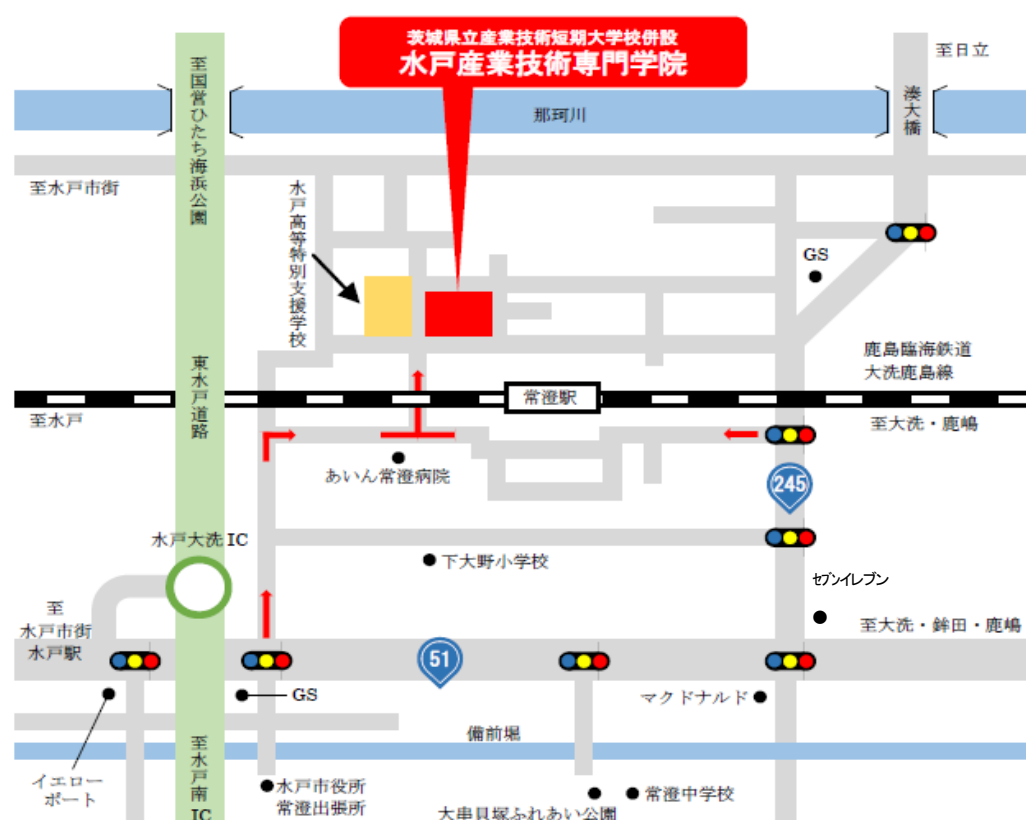 茨城県立産業技術短期大学校併設
水戸産業技術専門学院
至日立
至国営ひたち海浜公園
那珂川
湊大橋
至水戸市街
水戸高等特別支援学校
GS
東水戸道路
鹿島臨海鉄道
大洗鹿島線
常澄駅
至水戸
至大洗・鹿嶋
あいん常澄病院
245
水戸大洗IC
下大野小学校
セブンイレブン
至
水戸市街
水戸駅
至大洗・鉾田・鹿嶋
51
GS
マクドナルド
備前堀
至水戸南IC
イエロー
ポート
水戸市役所
常澄出張所
常澄中学校
大串貝塚ふれあい公園